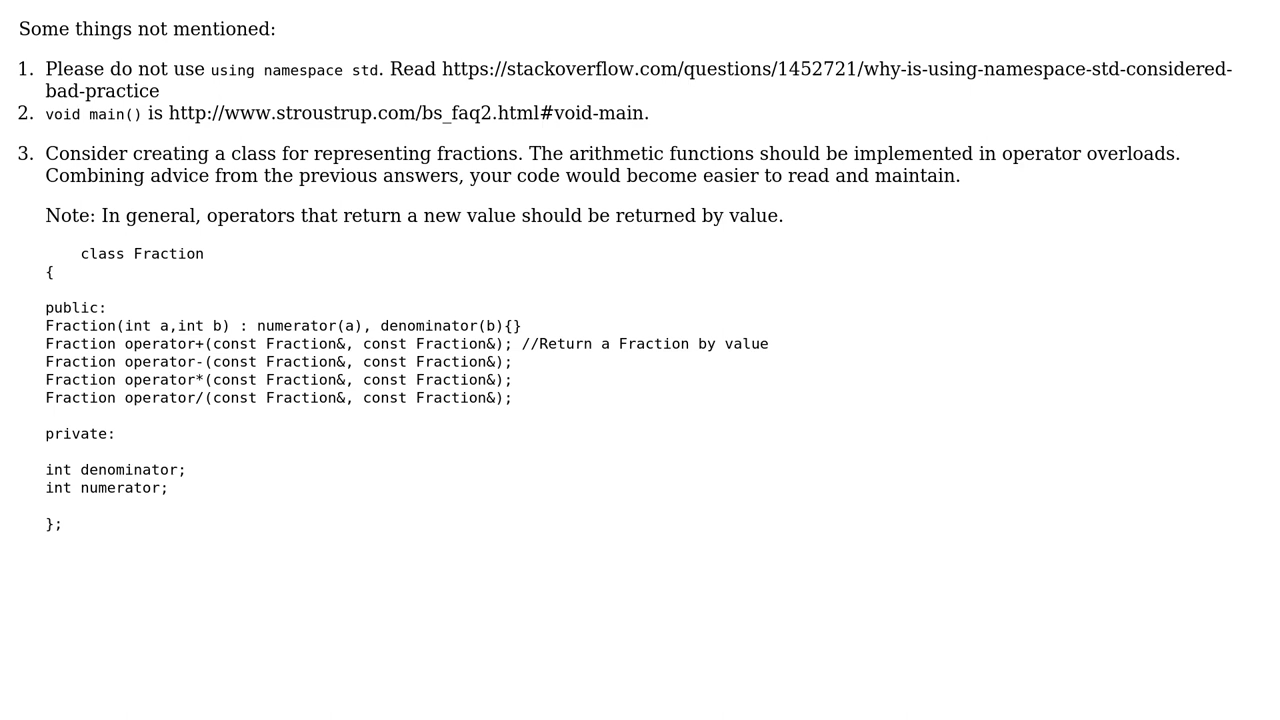 Some things not mentioned:
1. Please do not use using namespace std. Read https://stackoverflow.com/questions/1452721/why-is-using-namespace-std-considered-
bad-practice
2. void main() is http://www.stroustrup.com/bs_faq2.html#void-main.
3. Consider creating a class for representing fractions. The arithmetic functions should be implemented in operator overloads.
Combining advice from the previous answers, your code would become easier to read and maintain.
Note: In general, operators that return a new value should be returned by value.
class Fraction
{
public:
Fraction(int a,int b) : numerator(a), denominator(b){}
Fraction operator+(const Fraction&, const Fraction&); //Return a Fraction by value
Fraction operator-(const Fraction&, const Fraction&);
Fraction operator*(const Fraction&, const Fraction&);
Fraction operator/(const Fraction&, const Fraction&);
private:
int denominator;
int numerator;
};